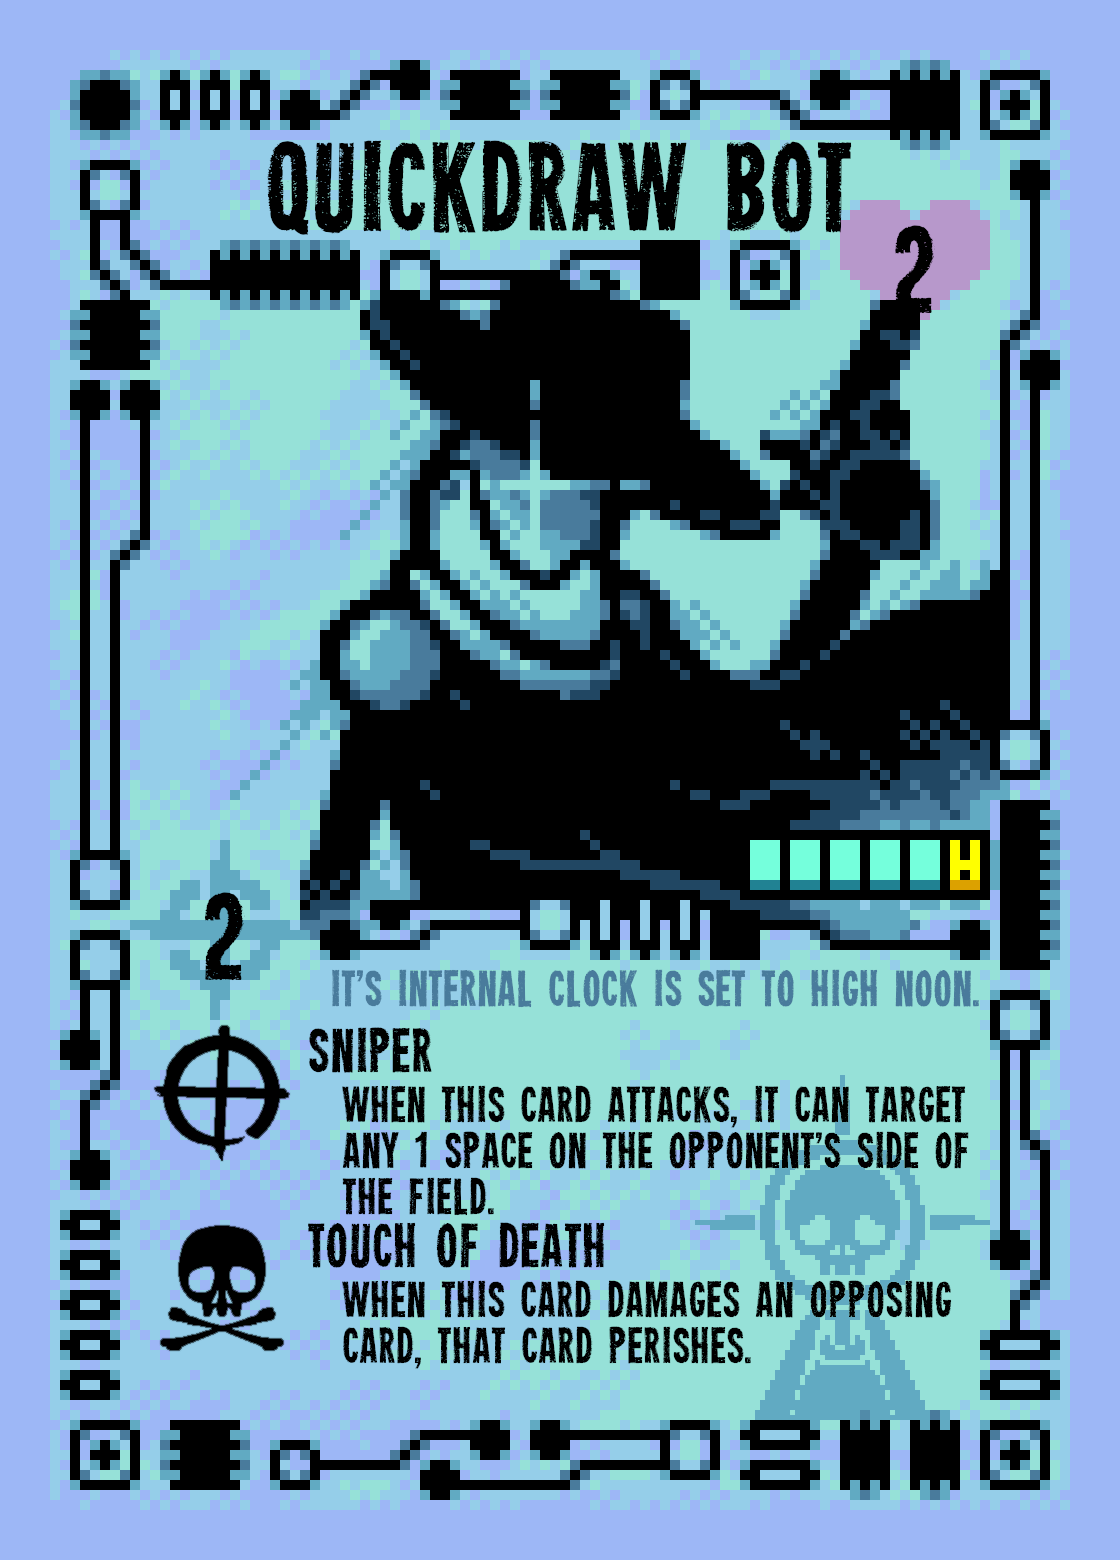 QUICKDRAW BOT
2
2
IT'S INTERNAL CLOCK IS SET TO HIGH NOON.
SNIPER
WHEN THIS CARD ATTACKS, IT CAN TARGET
ANY 1 SPACE ON THE OPPONENT'S SIDE OF
THE FIELD.
TOUCH OF DEATH
WHEN THIS CARD DAMAGES AN OPPOSING
CARD, THAT CARD PERISHES.